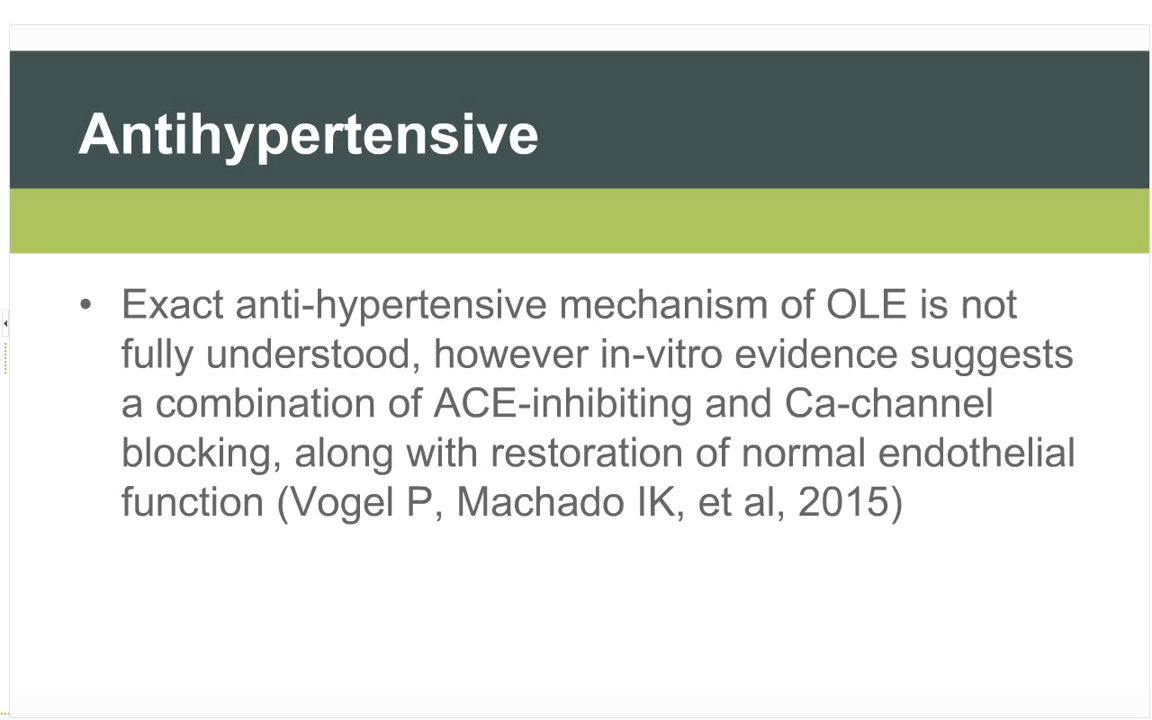 Antihypertensive
• Exact anti-hypertensive mechanism of OLE is not
fully understood, however in-vitro evidence suggests
a combination of ACE-inhibiting and Ca-channel
blocking, along with restoration of normal endothelial
function (Vogel P, Machado IK, et al, 2015)